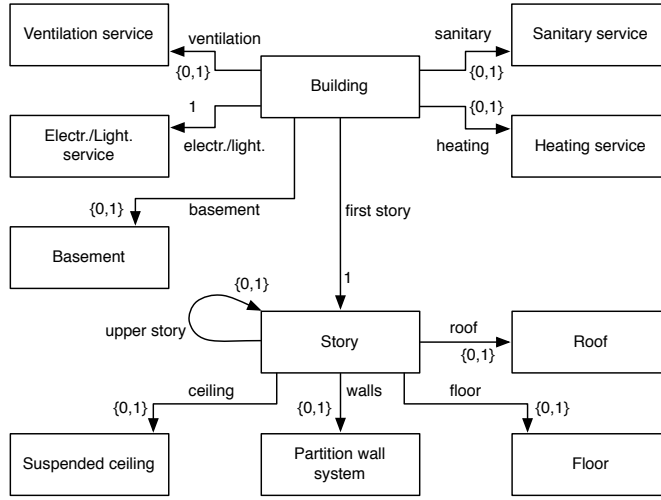 Ventilation service
ventilation
{0,1}
sanitary
{0,1}
Sanitary service
Building
1
Electr./Light.
service
electr./light.
{0,1}
heating
Heating service
{0,1}
basement
first story
Basement
1
{0,1}
upper story
Story
roof
{0,1}
Roof
ceiling
walls
floor
{0,1}
{0,1}
{0,1}
Suspended ceiling
Partition wall
system
Floor